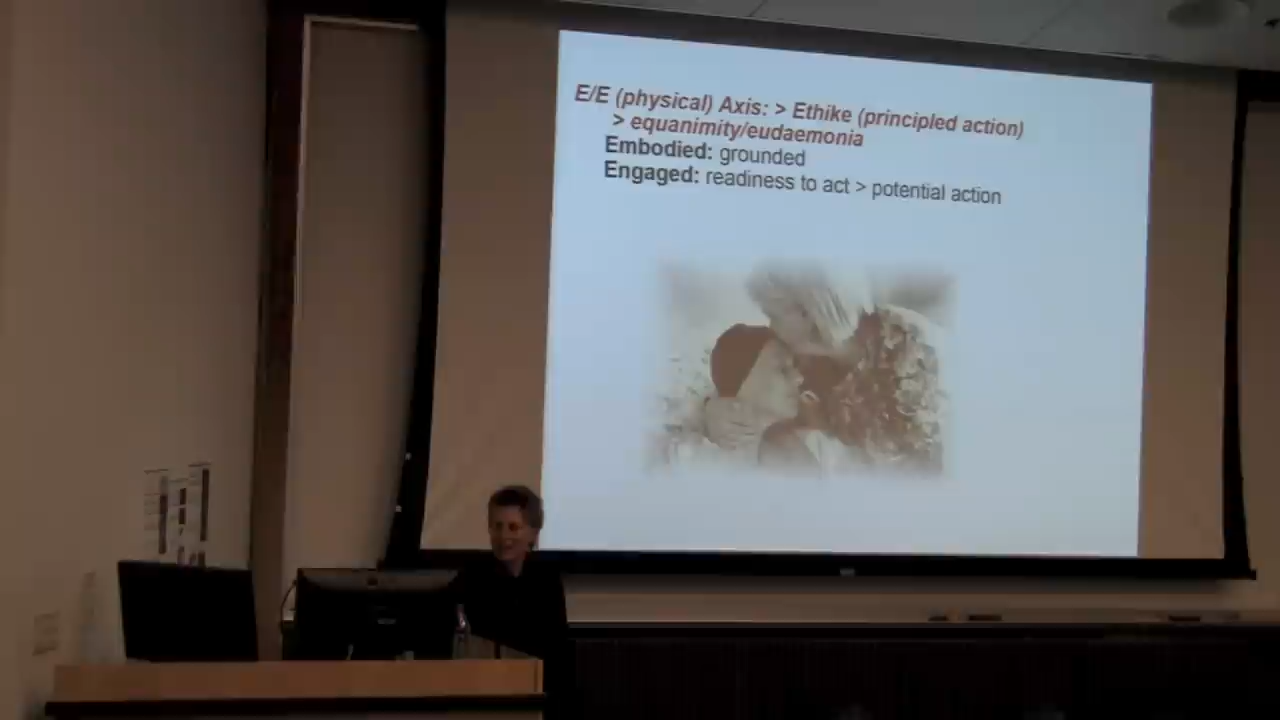 E/E (physical) Axis: > Ethike (principled action)
> equanimity/eudaemonia
Embodied: grounded
Engaged: readiness to act > potential action